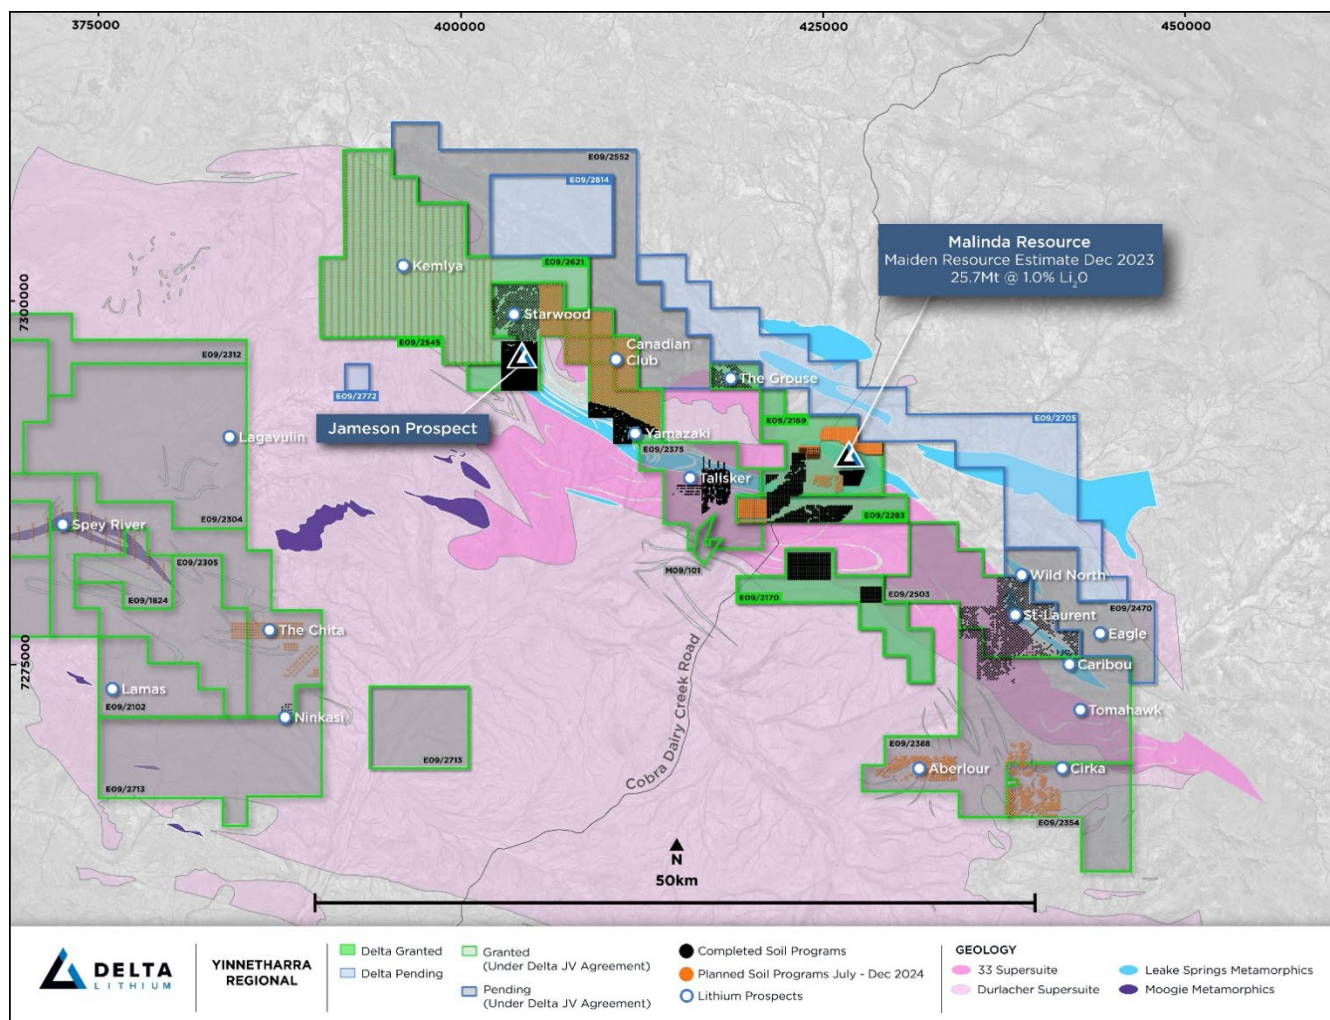 375000
400000
425000
450000
E09/2552
E09/2814
Malinda Resource
Maiden Resource Estimate Dec 2023
25.7Mt @ 1.0% Li₂O
Kemlya
E09/2621
7300000
Starwood
E09/2545
Canadian
Club
E09/2312
The Grouse
E09/2772
E09/2705
Jameson Prospect
E09/2169
Lagavulin
Yamazaki
E09/2375
Talisker
Spey River
E09/2304
E09/2283
E09/2305
M09/101
Wild North
E09/1824
E09/2170
E09/2503
E09/2470
St-Laurent
The Chita
Eagle
7275000
Caribou
Lamas
E09/2102
Tomahawk
Ninkasi
Cobra Dairy Creek Road
E09/2713
E09/2388
Aberlour
Cirka
E09/2713
E09/2354
N
50km
DELTA
LITHIUM
YINNETHARRA
REGIONAL
Delta Granted
Delta Pending
Granted
(Under Delta JV Agreement)
Pending
(Under Delta JV Agreement)
Completed Soil Programs
Planned Soil Programs July - Dec 2024
Lithium Prospects
GEOLOGY
33 Supersuite
Durlacher Supersuite
Leake Springs Metamorphics
Moogie Metamorphics